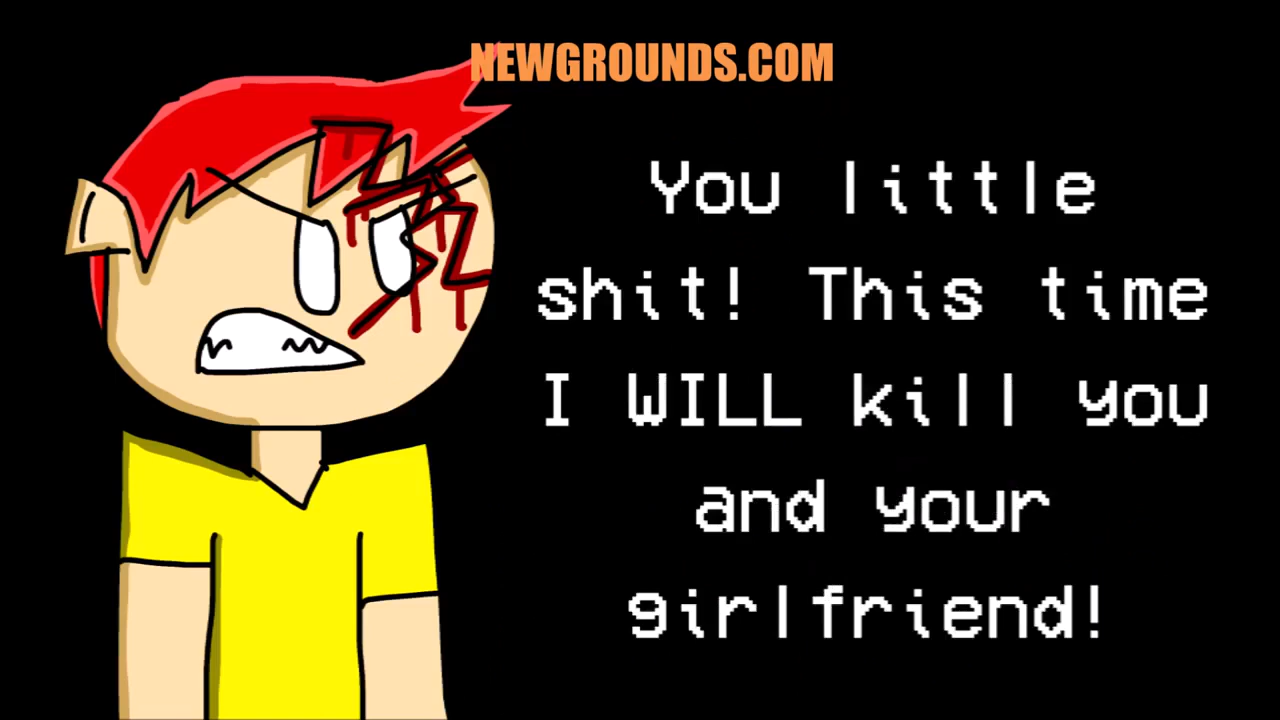 NEWGROUNDS.COM
You little
shit! This time
I WILL kill you
and your
girlfriend!